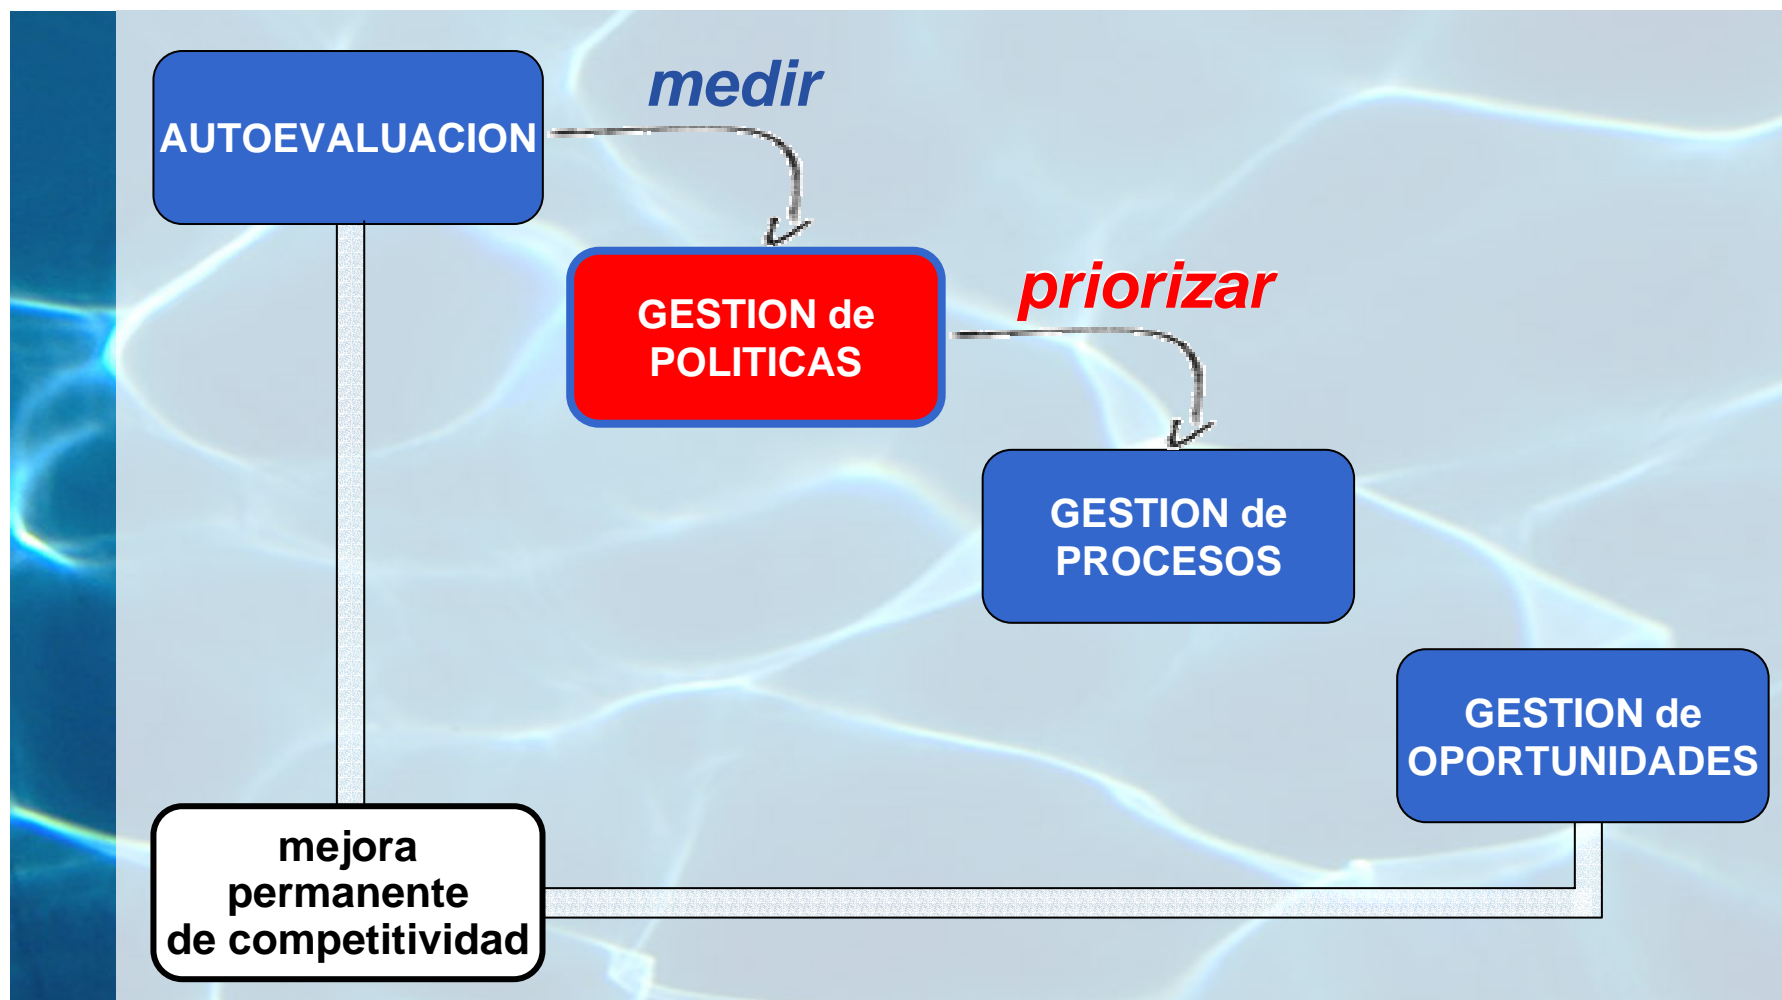 AUTOEVALUACION
medir
GESTION de
POLITICAS
priorizar
GESTION de
PROCESOS
GESTION de
OPORTUNIDADES
mejora
permanente
de competitividad